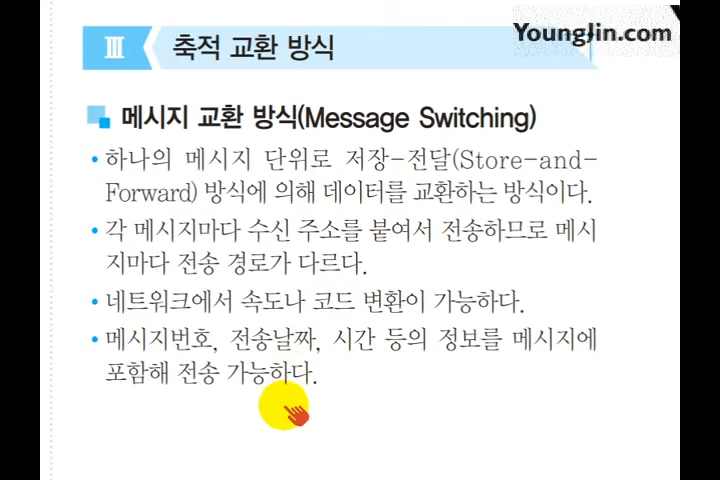 YoungJin.com
Ⅲ 축적 교환 방식
메시지 교환 방식(Message Switching)
• 하나의 메시지 단위로 저장-전달(Store-and-
Forward) 방식에 의해 데이터를 교환하는 방식이다.
• 각 메시지마다 수신 주소를 붙여서 전송하므로 메시
지마다 전송 경로가 다르다.
• 네트워크에서 속도나 코드 변환이 가능하다.
• 메시지번호, 전송날짜, 시간 등의 정보를 메시지에
포함해 전송 가능하다.